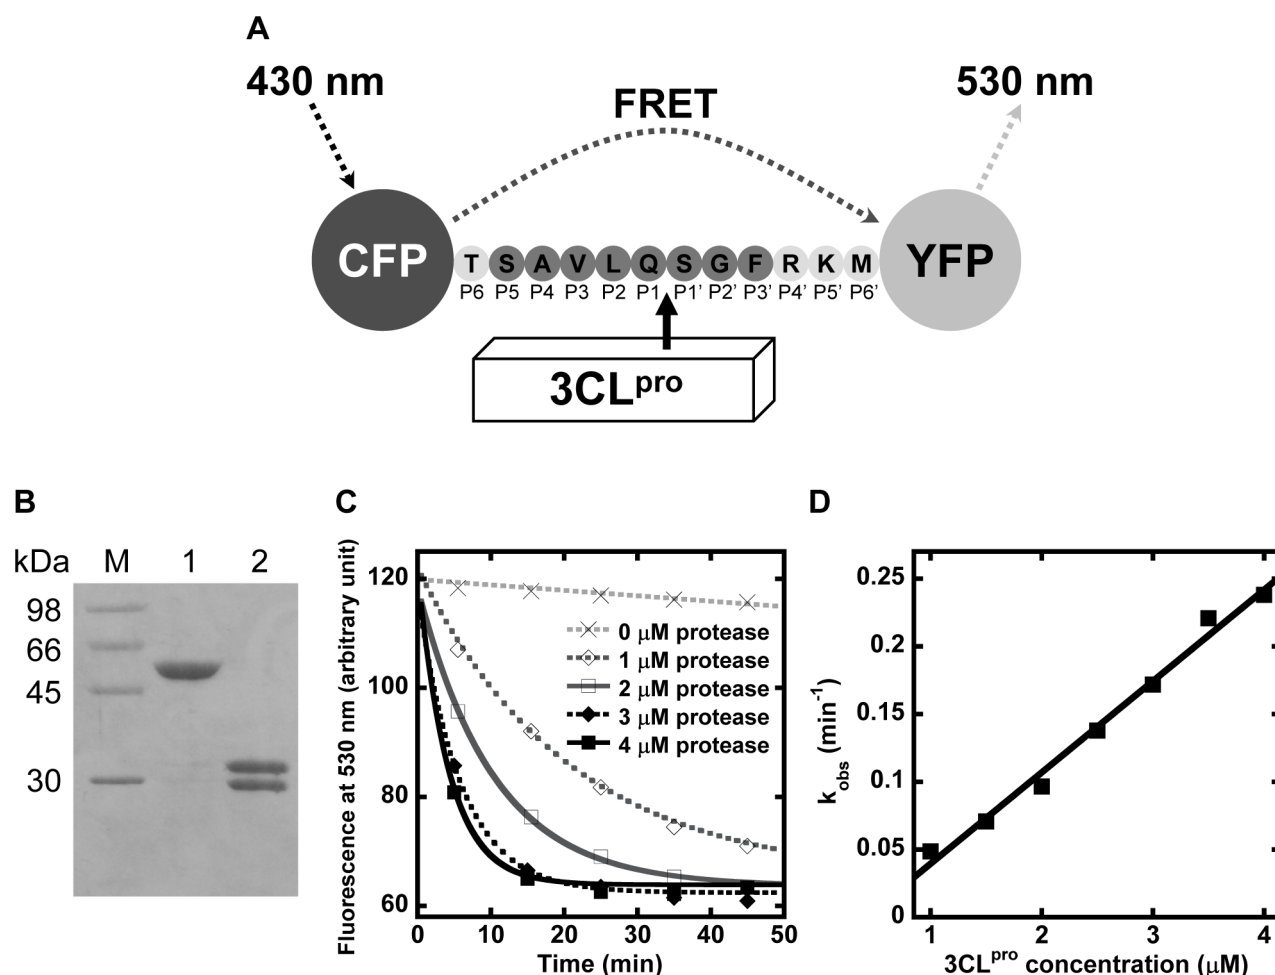 A
430 nm
530 nm
FRET
CFP
T S A V L Q S G F R K M
YFP
P6 P5 P4 P3 P2 P1 P1' P2' P3' P4' P5' P6'
3CLpro
B
kDa M 1 2
98
66
45
30
C
Fluorescence at 530 nm (arbitrary unit)
120
100
80
60
0 μM protease
1 μM protease
2 μM protease
3 μM protease
4 μM protease
0 10 20 30 40 50
Time (min)
D
kobs (min-1)
0.25
0.2
0.15
0.1
0.05
0
1 2 3 4
3CLpro concentration (μM)